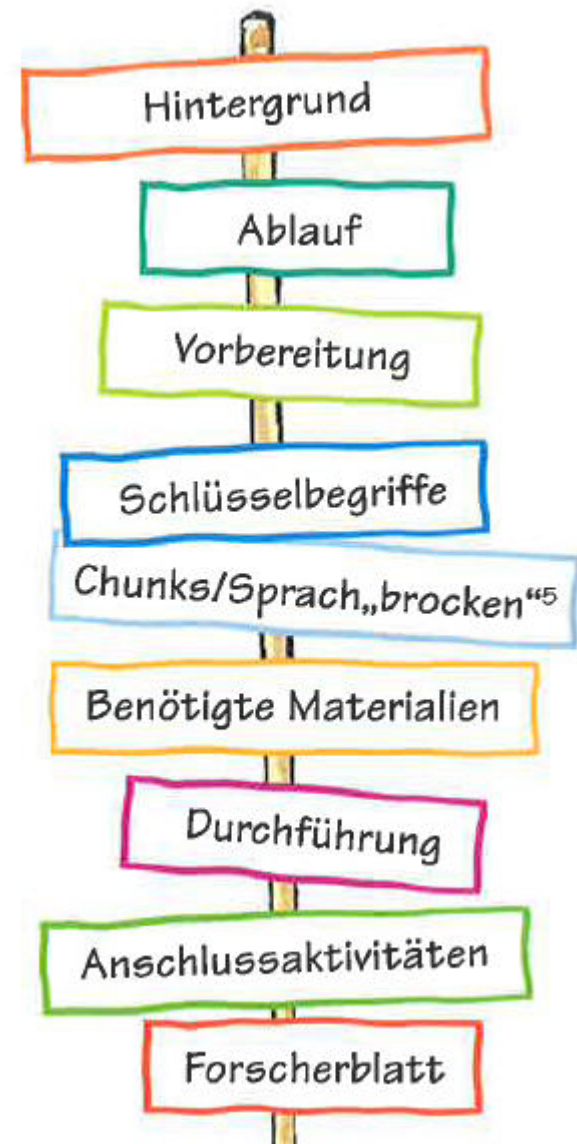 Hintergrund
Ablauf
Vorbereitung
Schlüsselbegriffe
Chunks/Sprach„brocken“⁵
Benötigte Materialien
Durchführung
Anschlussaktivitäten
Forscherblatt